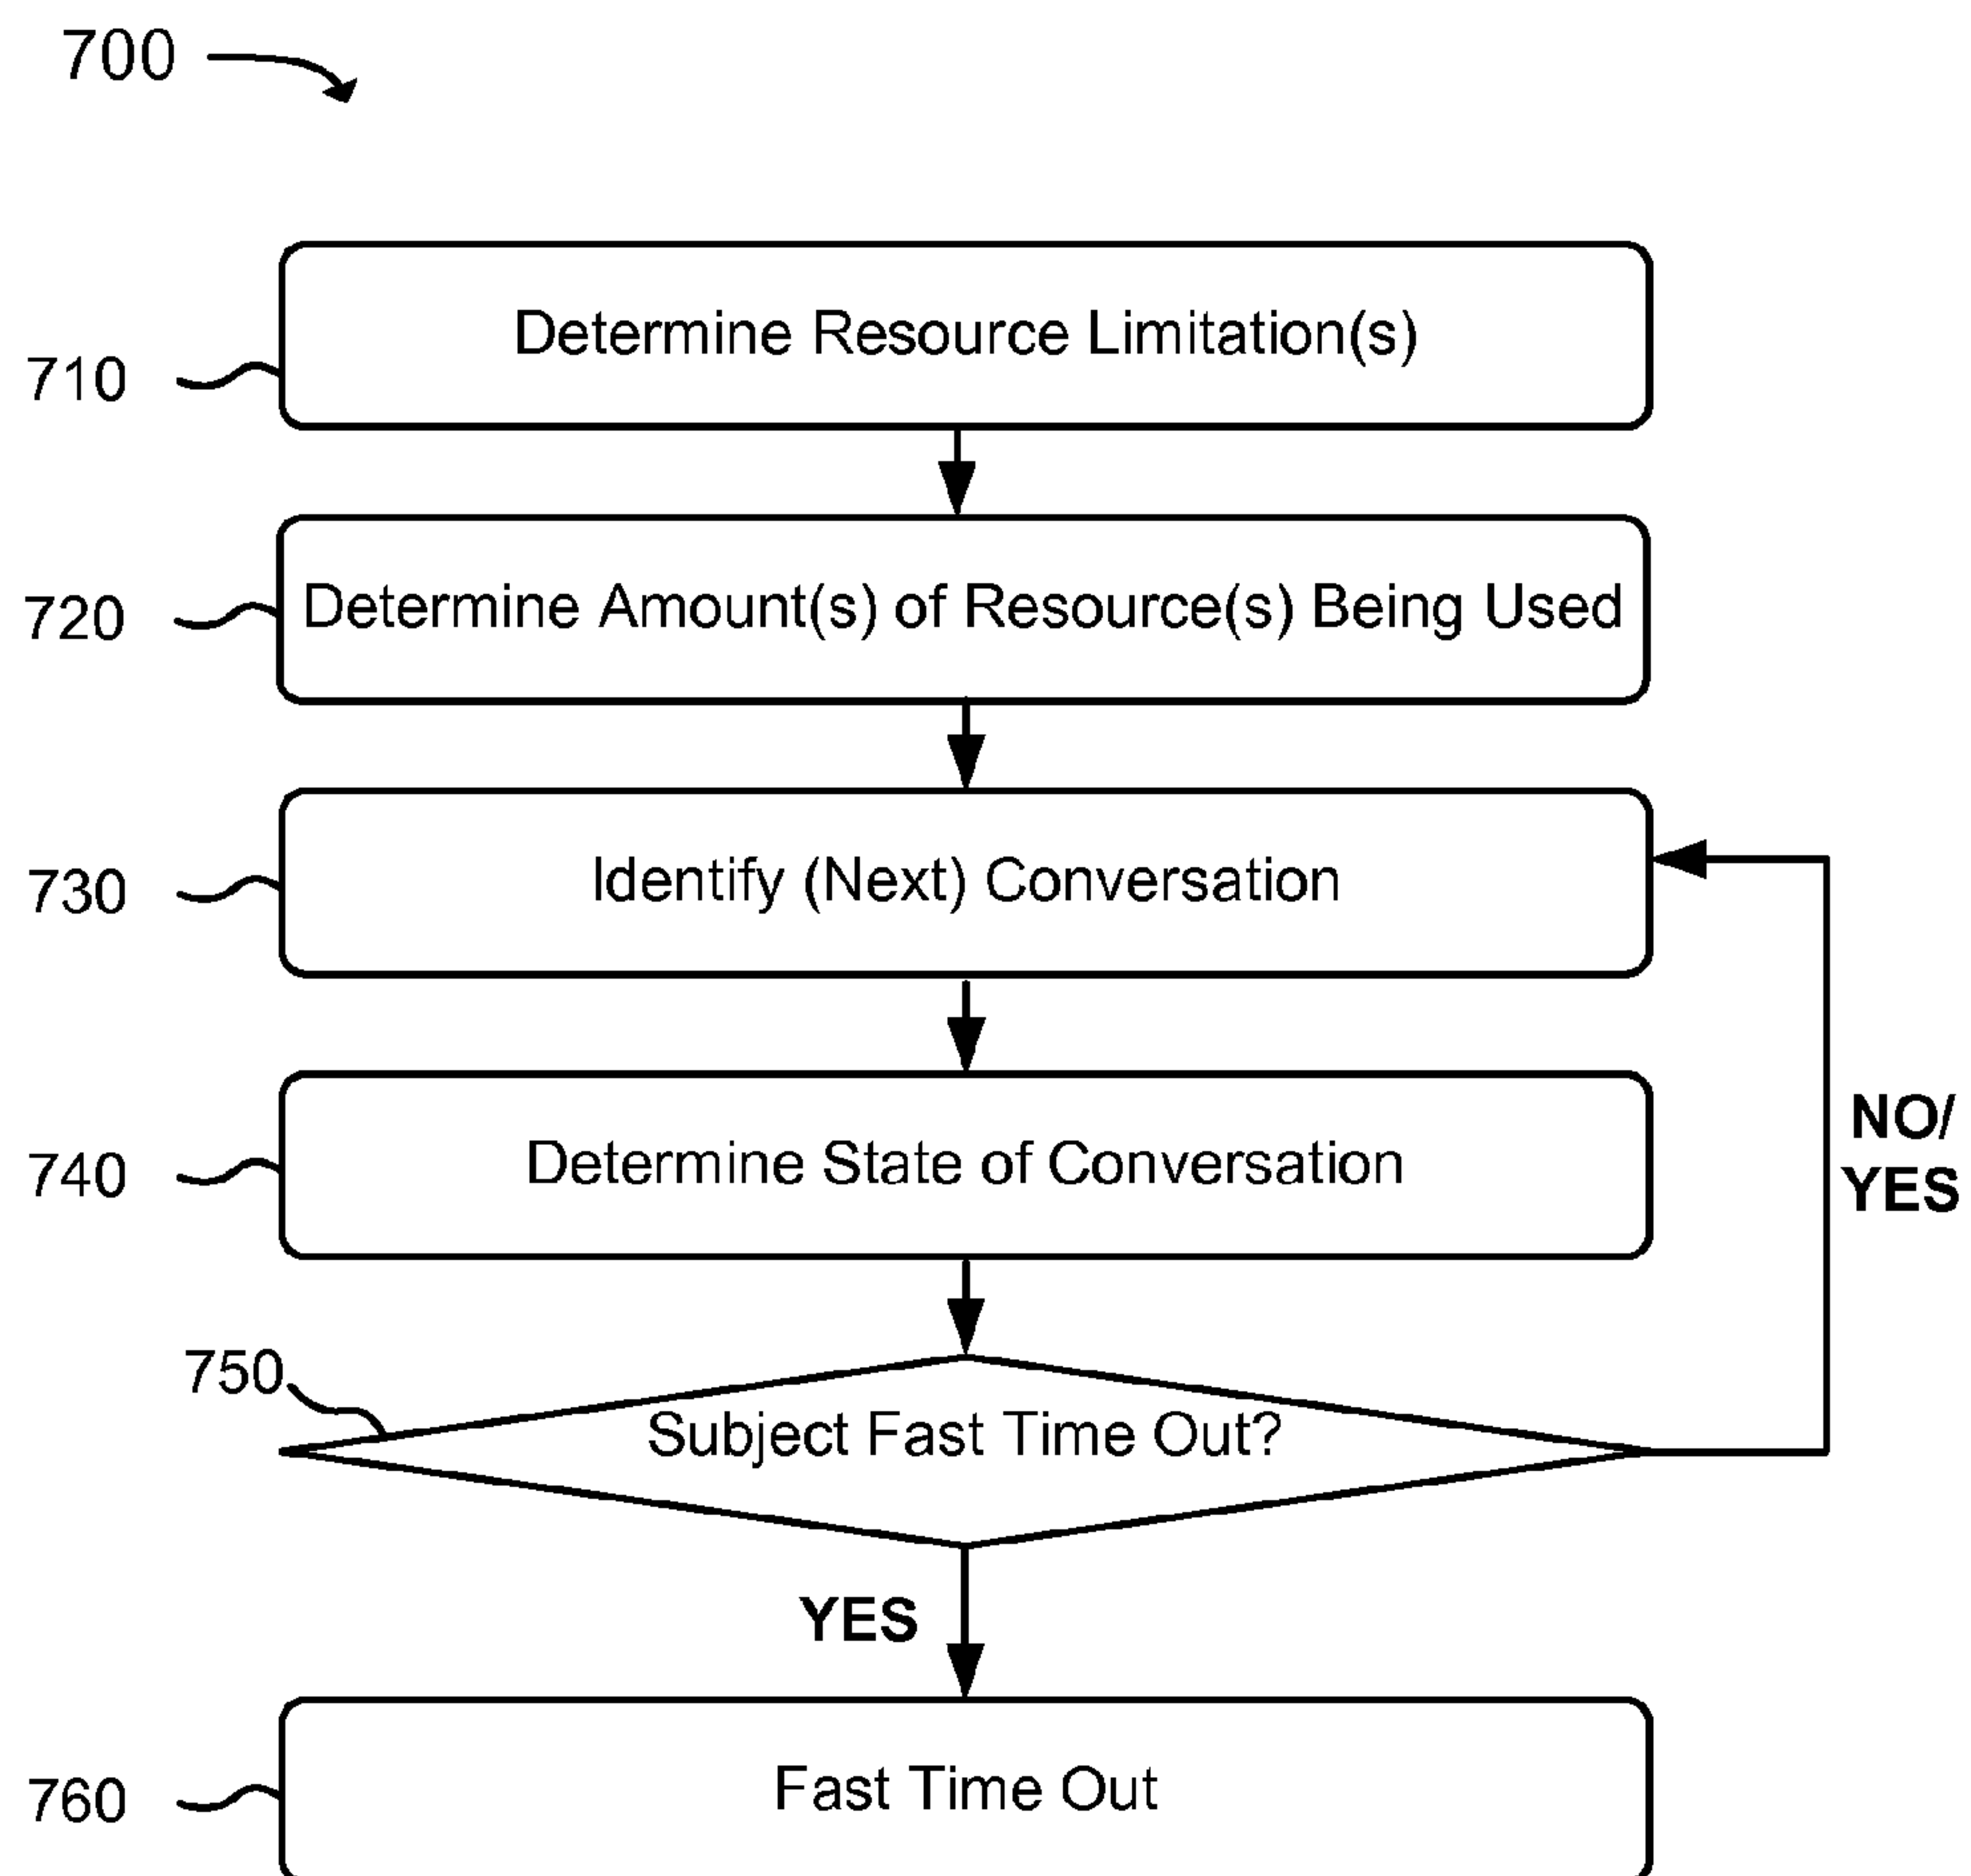 700
Determine Resource Limitation(s)
710
Determine Amount(s) of Resource(s) Being Used
720
Identify (Next) Conversation
730
NO/
YES
Determine State of Conversation
740
750
Subject Fast Time Out?
YES
Fast Time Out
760